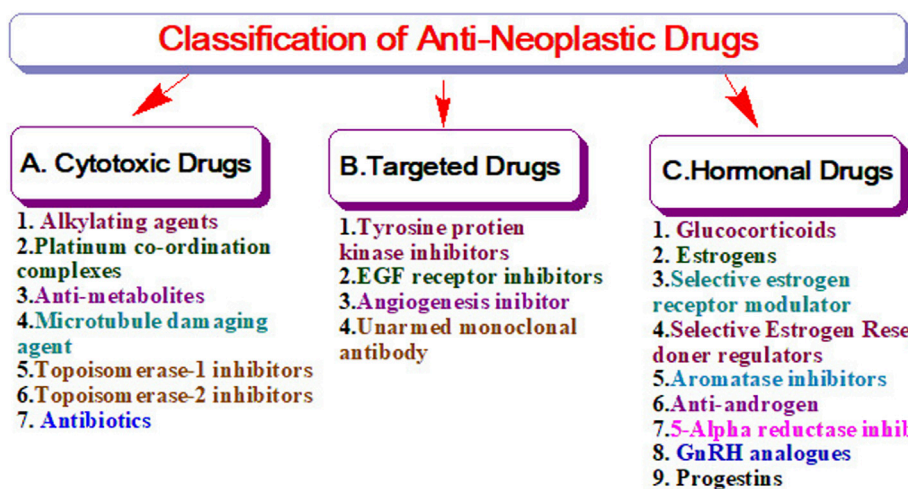 Classification of Anti-Neoplastic Drugs
A. Cytotoxic Drugs
1. Alkylating agents
2.Platinum co-ordination
complexes
3.Anti-metabolites
4.Microtubule damaging
agent
5.Topoisomerase-1 inhibitors
6.Topoisomerase-2 inhibitors
7. Antibiotics
B.Targeted Drugs
1.Tyrosine protien
kinase inhibitors
2.EGF receptor inhibitors
3.Angiogenesis inibitor
4.Unarmed monoclonal
antibody
C.Hormonal Drugs
1. Glucocorticoids
2. Estrogens
3.Selective estrogen
receptor modulator
4.Selective Estrogen Rese
doner regulators
5.Aromatase inhibitors
6.Anti-androgen
7.5-Alpha reductase inhib
8. GnRH analogues
9. Progestins